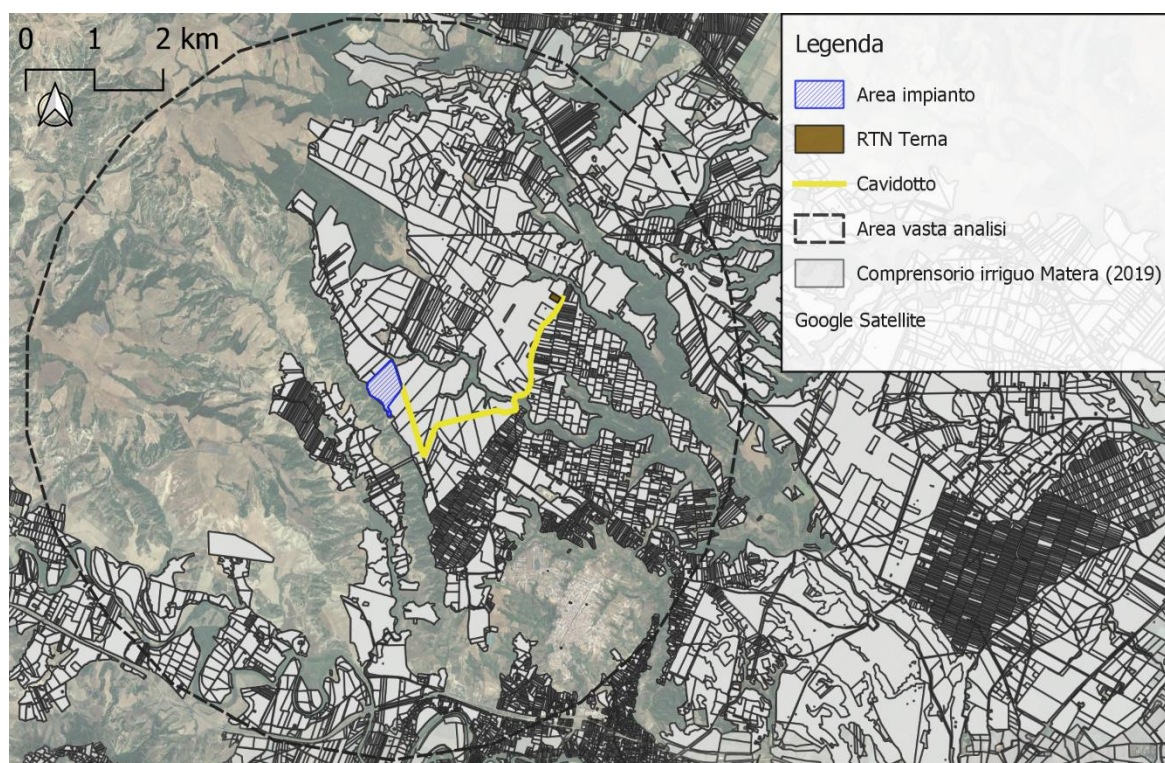 0 1 2 km
Legenda
Area impianto
RTN Terna
Cavidotto
Area vasta analisi
Comprensorio irriguo Matera (2019)
Google Satellite